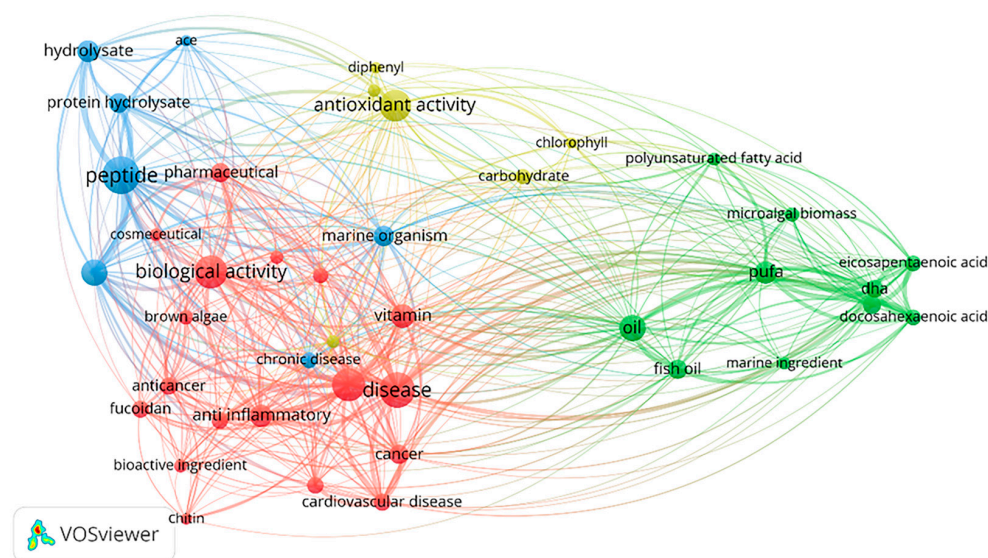 ace
hydrolysate
diphenyl
protein hydrolysate
antioxidant activity
chlorophyll
polyunsaturated fatty acid
peptide
pharmaceutical
carbohydrate
microalgal biomass
cosmeceutical
marine organism
eicosapentaenoic acid
biological activity
pufa
dha
brown algae
vitamin
docosahexaenoic acid
oil
chronic disease
marine ingredient
fish oil
anticancer
disease
fucoidan
anti inflammatory
cancer
bioactive ingredient
cardiovascular disease
chitin
VOSviewer